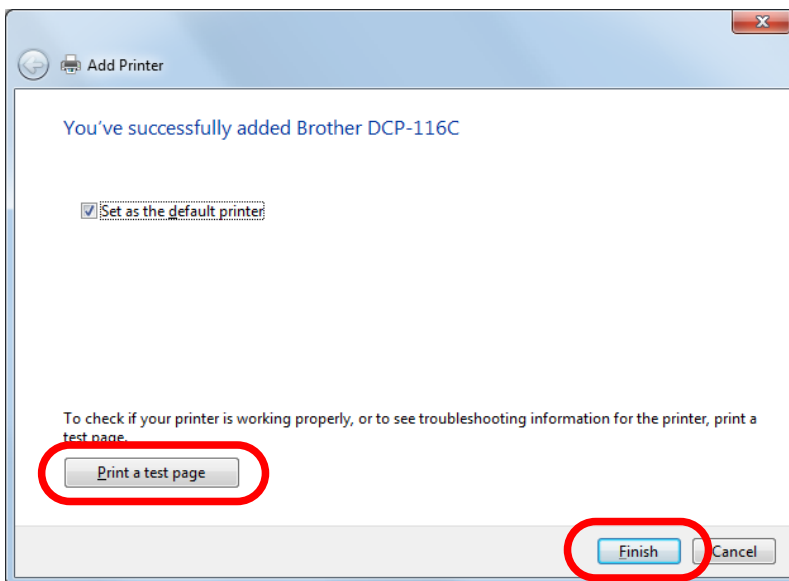 Add Printer
You've successfully added Brother DCP-116C
Set as the default printer
To check if your printer is working properly, or to see troubleshooting information for the printer, print a
test page.
Print a test page
Finish Cancel